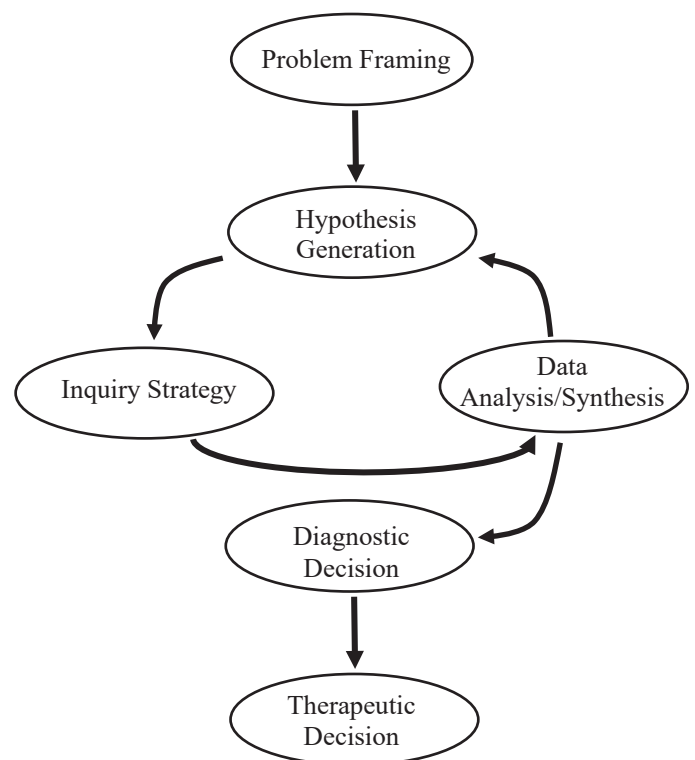 Problem Framing
Hypothesis
Generation
Inquiry Strategy
Data
Analysis/Synthesis
Diagnostic
Decision
Therapeutic
Decision